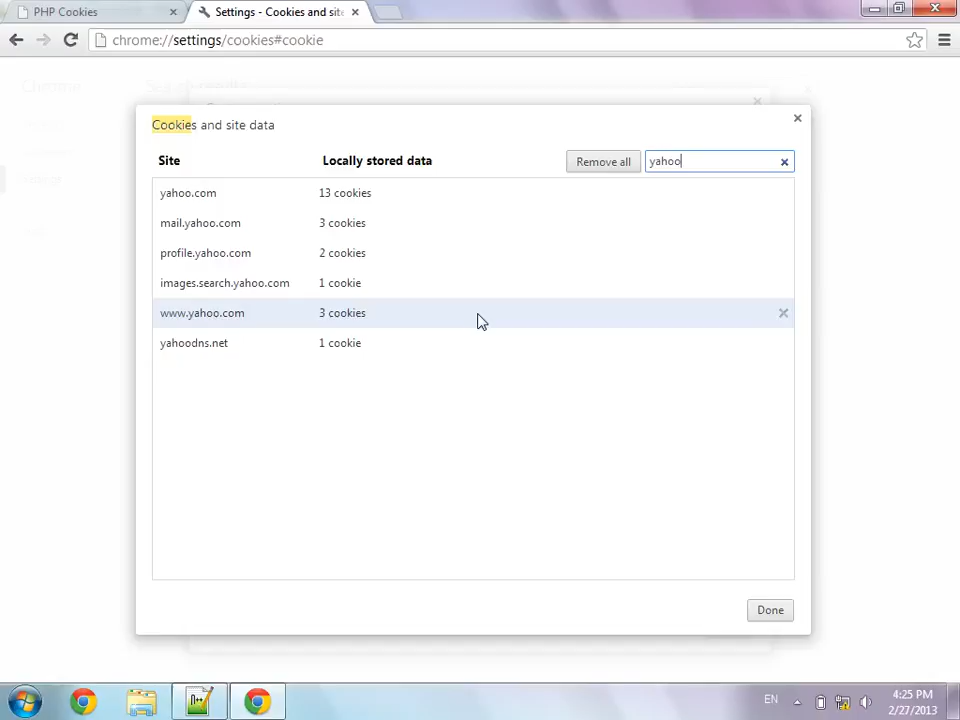 PHP Cookies
Settings - Cookies and site
chrome://settings/cookies#cookie
Chrome
Cookies and site data
Site
Locally stored data
Remove all
yahoo
yahoo.com
13 cookies
mail.yahoo.com
3 cookies
profile.yahoo.com
2 cookies
images.search.yahoo.com
1 cookie
www.yahoo.com
3 cookies
yahoodns.net
1 cookie
Done
EN
4:25 PM
2/27/2013